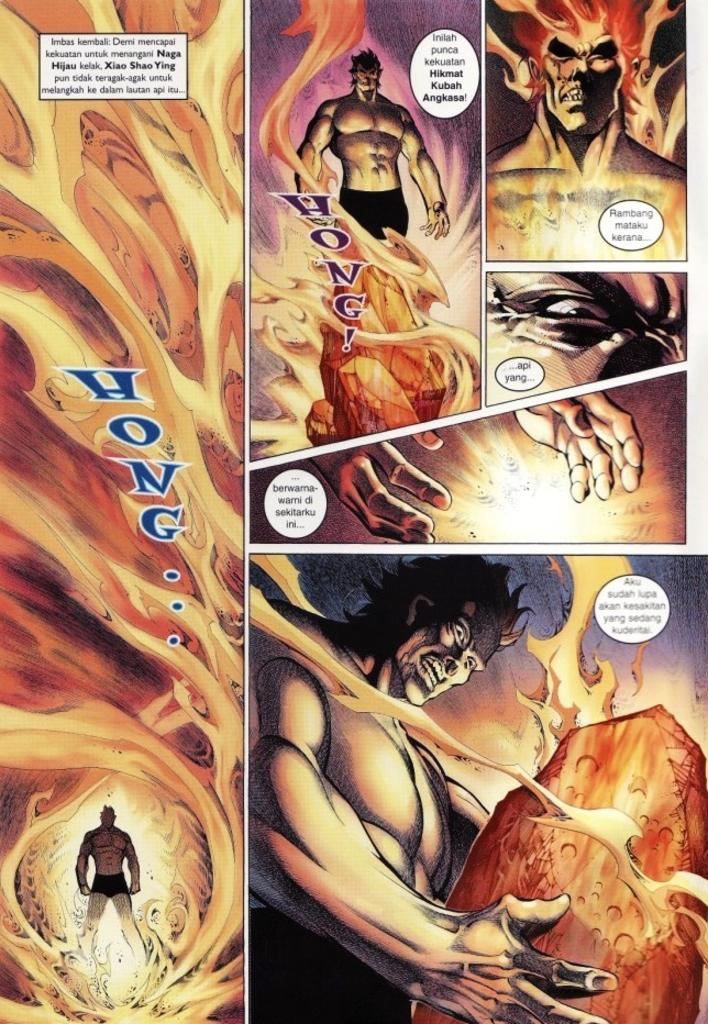 Imbas kembali: Demi mencapai
kekuatan untuk menangani Naga
Hijau kelak, Xiao Shao Ying
pun tidak teragak-agak untuk
melangkah ke dalam lautan api itu...
HONG...
Inilah
punca
kekuatan
Hikmat
Kubah
Angkasa!
HONG!
Rambang
mataku
kerana...
...api
yang...
...
berwarna-
warni di
sekitarku
ini...
Aku
sudah lupa
akan kesakitan
yang sedang
kuderitai.